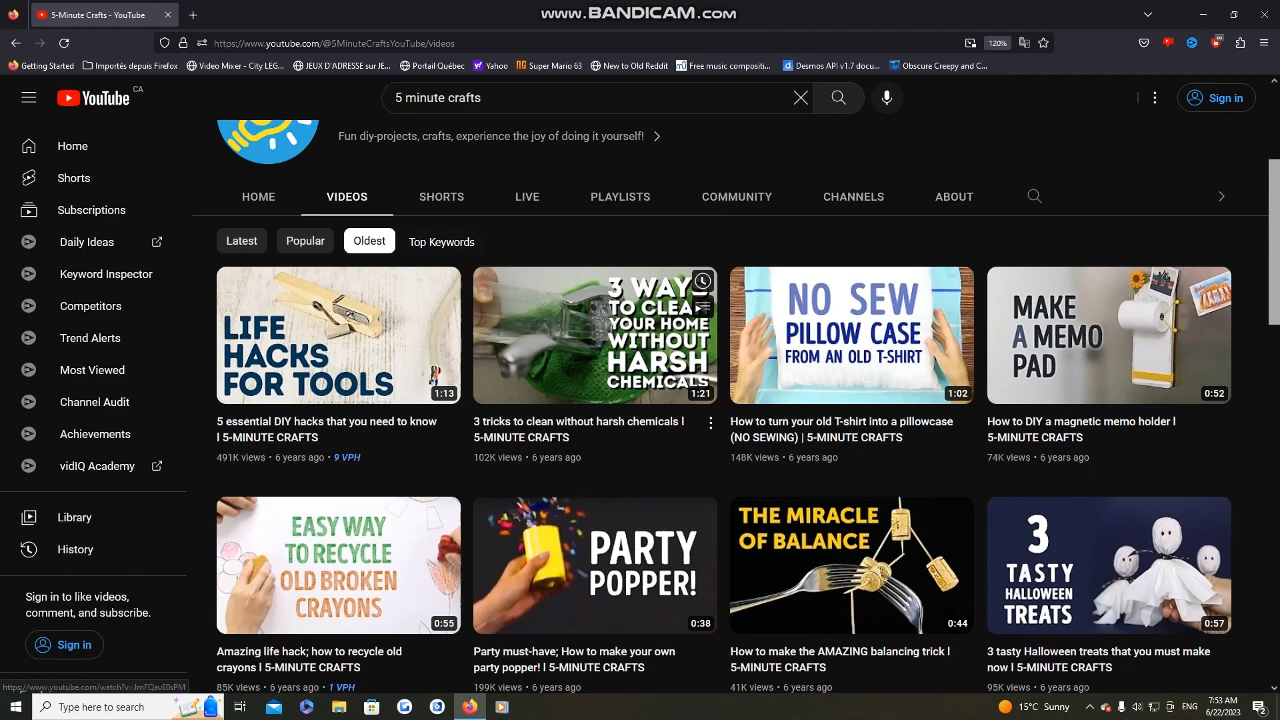 www.BANDICAM.com
5-Minute Crafts - YouTube
https://www.youtube.com/@5MinuteCraftsYouTube/videos
120%
Getting Started
Importés depuis Firefox
Video Mixer - City LEG...
JEUX D'ADRESSE sur JE...
Portail Québec
Yahoo
Super Mario 63
New to Old Reddit
Free music compositi...
Desmos API v1.7 docu...
Obscure Creepy and C...
YouTube CA
5 minute crafts
Sign in
Fun diy-projects, crafts, experience the joy of doing it yourself!
HOME VIDEOS SHORTS LIVE PLAYLISTS COMMUNITY CHANNELS ABOUT
Latest Popular Oldest Top Keywords
Home
Shorts
Subscriptions
Daily Ideas
Keyword Inspector
Competitors
Trend Alerts
Most Viewed
Channel Audit
Achievements
vidIQ Academy
Library
History
Sign in to like videos,
comment, and subscribe.
Sign in
LIFE
HACKS
FOR TOOLS
1:13
5 essential DIY hacks that you need to know
l 5-MINUTE CRAFTS
491K views • 6 years ago • 9 VPH
3 WAYS
TO CLEAN
YOUR HOME
WITHOUT
HARSH
CHEMICALS
1:21
3 tricks to clean without harsh chemicals l
5-MINUTE CRAFTS
102K views • 6 years ago
NO SEW
PILLOW CASE
FROM AN OLD T-SHIRT
1:02
How to turn your old T-shirt into a pillowcase
(NO SEWING) | 5-MINUTE CRAFTS
148K views • 6 years ago
MAKE
A MEMO
PAD
0:52
How to DIY a magnetic memo holder l
5-MINUTE CRAFTS
74K views • 6 years ago
EASY WAY
TO RECYCLE
OLD BROKEN
CRAYONS
0:55
Amazing life hack; how to recycle old
crayons l 5-MINUTE CRAFTS
85K views • 6 years ago • 1 VPH
PARTY
POPPER!
0:38
Party must-have; How to make your own
party popper! l 5-MINUTE CRAFTS
199K views • 6 years ago
THE MIRACLE
OF BALANCE
0:44
How to make the AMAZING balancing trick l
5-MINUTE CRAFTS
41K views • 6 years ago
3
TASTY
HALLOWEEN
TREATS
0:57
3 tasty Halloween treats that you must make
now l 5-MINUTE CRAFTS
95K views • 6 years ago
Type here to search
15°C Sunny
ENG
7:53 AM
6/22/2023
2